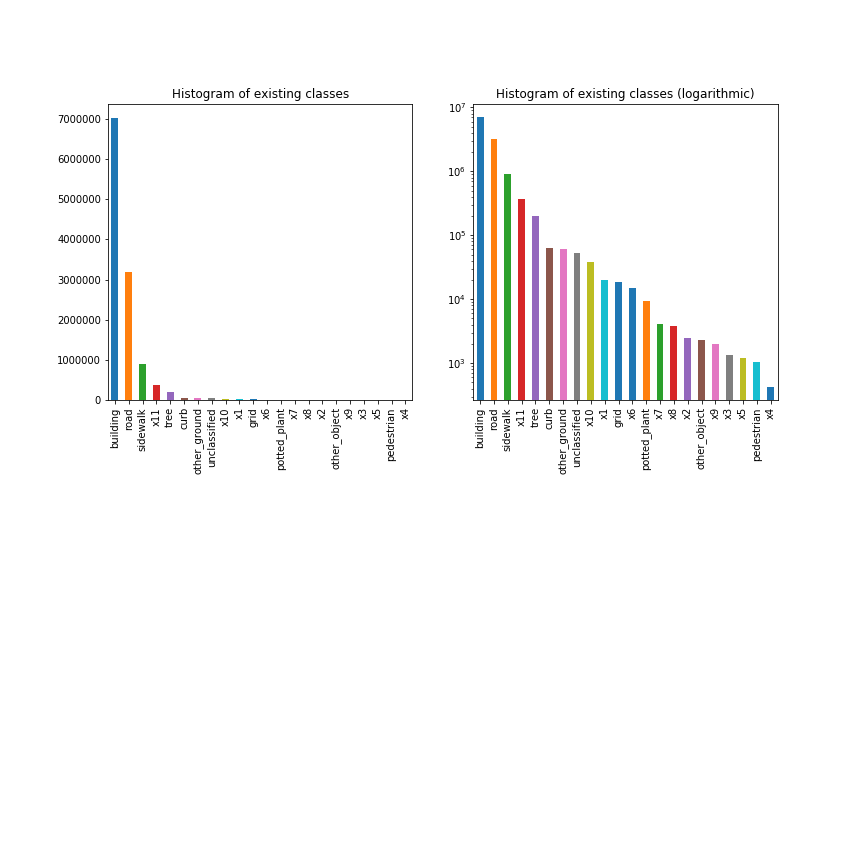 Histogram of existing classes
7000000
6000000
5000000
4000000
3000000
2000000
1000000
0
building
road
sidewalk
x11
tree
curb
other_ground
unclassified
x10
x1
grid
x6
potted_plant
x7
x8
x2
other_object
x9
x3
x5
pedestrian
x4
Histogram of existing classes (logarithmic)
10⁷
10⁶
10⁵
10⁴
10³
building
road
sidewalk
x11
tree
curb
other_ground
unclassified
x10
x1
grid
x6
potted_plant
x7
x8
x2
other_object
x9
x3
x5
pedestrian
x4